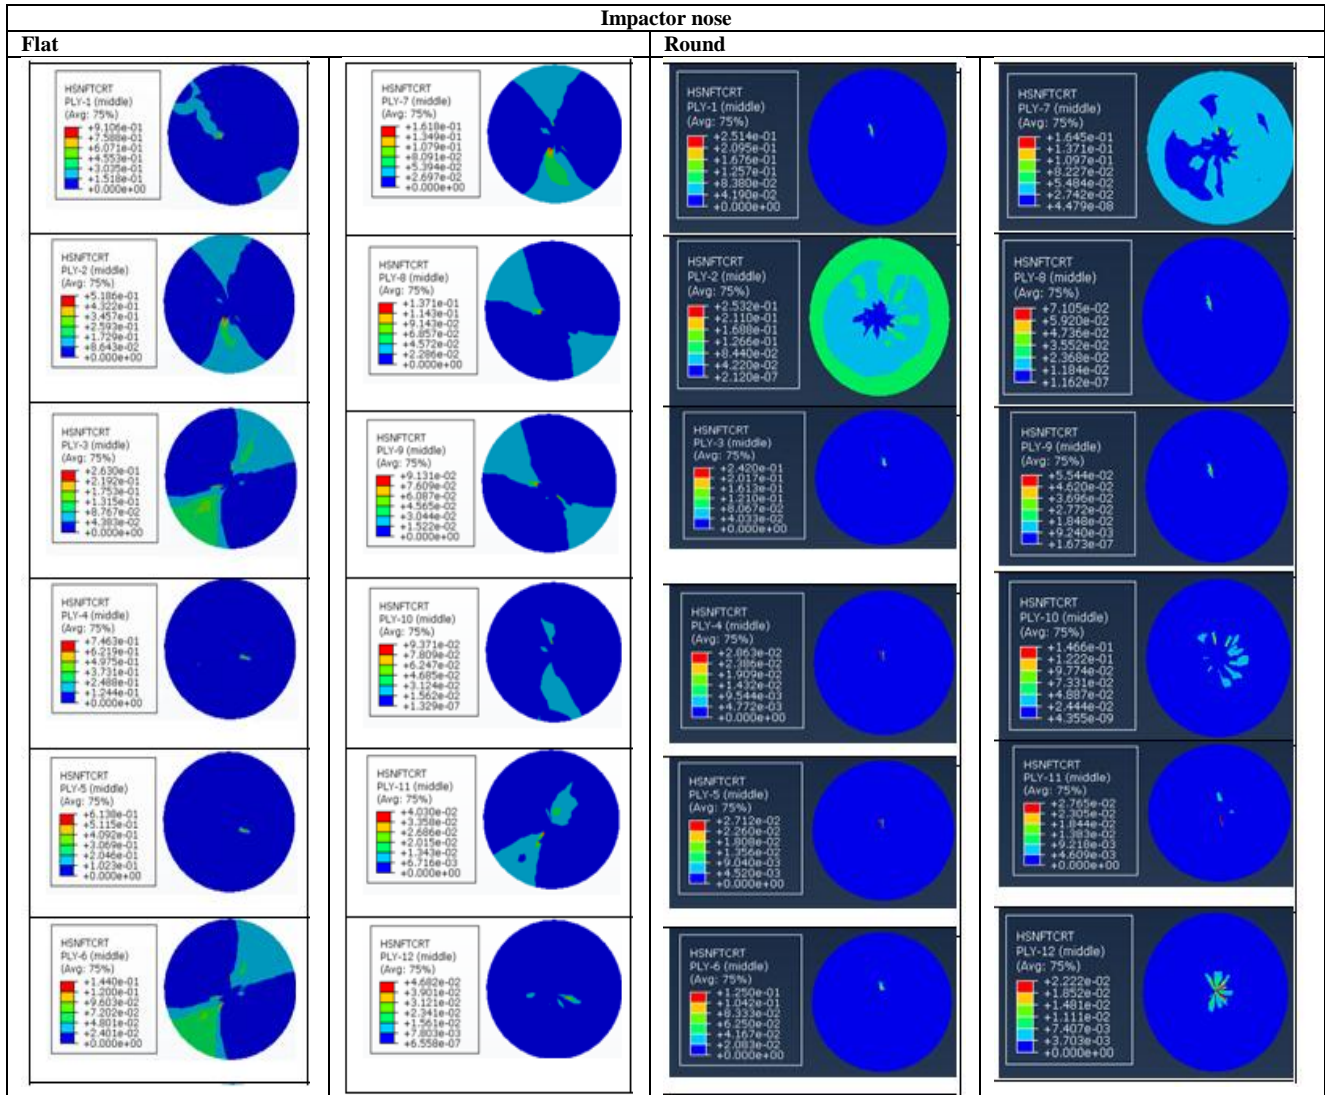 Impactor nose
Flat
Round
HSNFTCRT
PLY-1 (middle)
(Avg: 75%)
+9.106e-01
+7.588e-01
+6.071e-01
+4.553e-01
+3.035e-01
+1.518e-01
+0.000e+00
HSNFTCRT
PLY-2 (middle)
(Avg: 75%)
+5.186e-01
+4.322e-01
+3.457e-01
+2.593e-01
+1.729e-01
+8.643e-02
+0.000e+00
HSNFTCRT
PLY-3 (middle)
(Avg: 75%)
+2.630e-01
+2.192e-01
+1.753e-01
+1.315e-01
+8.767e-02
+4.383e-02
+0.000e+00
HSNFTCRT
PLY-4 (middle)
(Avg: 75%)
+7.463e-01
+6.219e-01
+4.975e-01
+3.731e-01
+2.488e-01
+1.244e-01
+0.000e+00
HSNFTCRT
PLY-5 (middle)
(Avg: 75%)
+6.138e-01
+5.115e-01
+4.092e-01
+3.069e-01
+2.046e-01
+1.023e-01
+0.000e+00
HSNFTCRT
PLY-6 (middle)
(Avg: 75%)
+1.440e-01
+1.200e-01
+9.603e-02
+7.202e-02
+4.801e-02
+2.401e-02
+0.000e+00
HSNFTCRT
PLY-7 (middle)
(Avg: 75%)
+1.618e-01
+1.349e-01
+1.079e-01
+8.091e-02
+5.394e-02
+2.697e-02
+0.000e+00
HSNFTCRT
PLY-8 (middle)
(Avg: 75%)
+1.371e-01
+1.143e-01
+9.143e-02
+6.857e-02
+4.572e-02
+2.286e-02
+0.000e+00
HSNFTCRT
PLY-9 (middle)
(Avg: 75%)
+9.131e-02
+7.609e-02
+6.087e-02
+4.565e-02
+3.044e-02
+1.522e-02
+0.000e+00
HSNFTCRT
PLY-10 (middle)
(Avg: 75%)
+9.371e-02
+7.809e-02
+6.247e-02
+4.685e-02
+3.124e-02
+1.562e-02
+1.329e-07
HSNFTCRT
PLY-11 (middle)
(Avg: 75%)
+4.030e-02
+3.358e-02
+2.686e-02
+2.015e-02
+1.343e-02
+6.716e-03
+0.000e+00
HSNFTCRT
PLY-12 (middle)
(Avg: 75%)
+4.682e-02
+3.901e-02
+3.121e-02
+2.341e-02
+1.561e-02
+7.803e-03
+6.558e-07
HSNFTCRT
PLY-1 (middle)
(Avg: 75%)
+2.514e-01
+2.095e-01
+1.676e-01
+1.257e-01
+8.380e-02
+4.190e-02
+0.000e+00
HSNFTCRT
PLY-2 (middle)
(Avg: 75%)
+2.532e-01
+2.110e-01
+1.688e-01
+1.266e-01
+8.440e-02
+4.220e-02
+2.120e-07
HSNFTCRT
PLY-3 (middle)
(Avg: 75%)
+2.420e-01
+2.017e-01
+1.613e-01
+1.210e-01
+8.067e-02
+4.033e-02
+0.000e+00
HSNFTCRT
PLY-4 (middle)
(Avg: 75%)
+2.863e-02
+2.386e-02
+1.909e-02
+1.432e-02
+9.544e-03
+4.772e-03
+0.000e+00
HSNFTCRT
PLY-5 (middle)
(Avg: 75%)
+2.712e-02
+2.260e-02
+1.808e-02
+1.356e-02
+9.040e-03
+4.520e-03
+0.000e+00
HSNFTCRT
PLY-6 (middle)
(Avg: 75%)
+1.250e-01
+1.042e-01
+8.333e-02
+6.250e-02
+4.167e-02
+2.083e-02
+0.000e+00
HSNFTCRT
PLY-7 (middle)
(Avg: 75%)
+1.645e-01
+1.371e-01
+1.097e-01
+8.227e-02
+5.484e-02
+2.742e-02
+4.479e-08
HSNFTCRT
PLY-8 (middle)
(Avg: 75%)
+7.105e-02
+5.920e-02
+4.736e-02
+3.552e-02
+2.368e-02
+1.184e-02
+1.162e-07
HSNFTCRT
PLY-9 (middle)
(Avg: 75%)
+5.544e-02
+4.620e-02
+3.696e-02
+2.772e-02
+1.848e-02
+9.240e-03
+1.673e-07
HSNFTCRT
PLY-10 (middle)
(Avg: 75%)
+1.466e-01
+1.222e-01
+9.774e-02
+7.331e-02
+4.887e-02
+2.444e-02
+4.355e-09
HSNFTCRT
PLY-11 (middle)
(Avg: 75%)
+2.765e-02
+2.305e-02
+1.844e-02
+1.383e-02
+9.218e-03
+4.609e-03
+0.000e+00
HSNFTCRT
PLY-12 (middle)
(Avg: 75%)
+2.222e-02
+1.852e-02
+1.481e-02
+1.111e-02
+7.407e-03
+3.703e-03
+0.000e+00